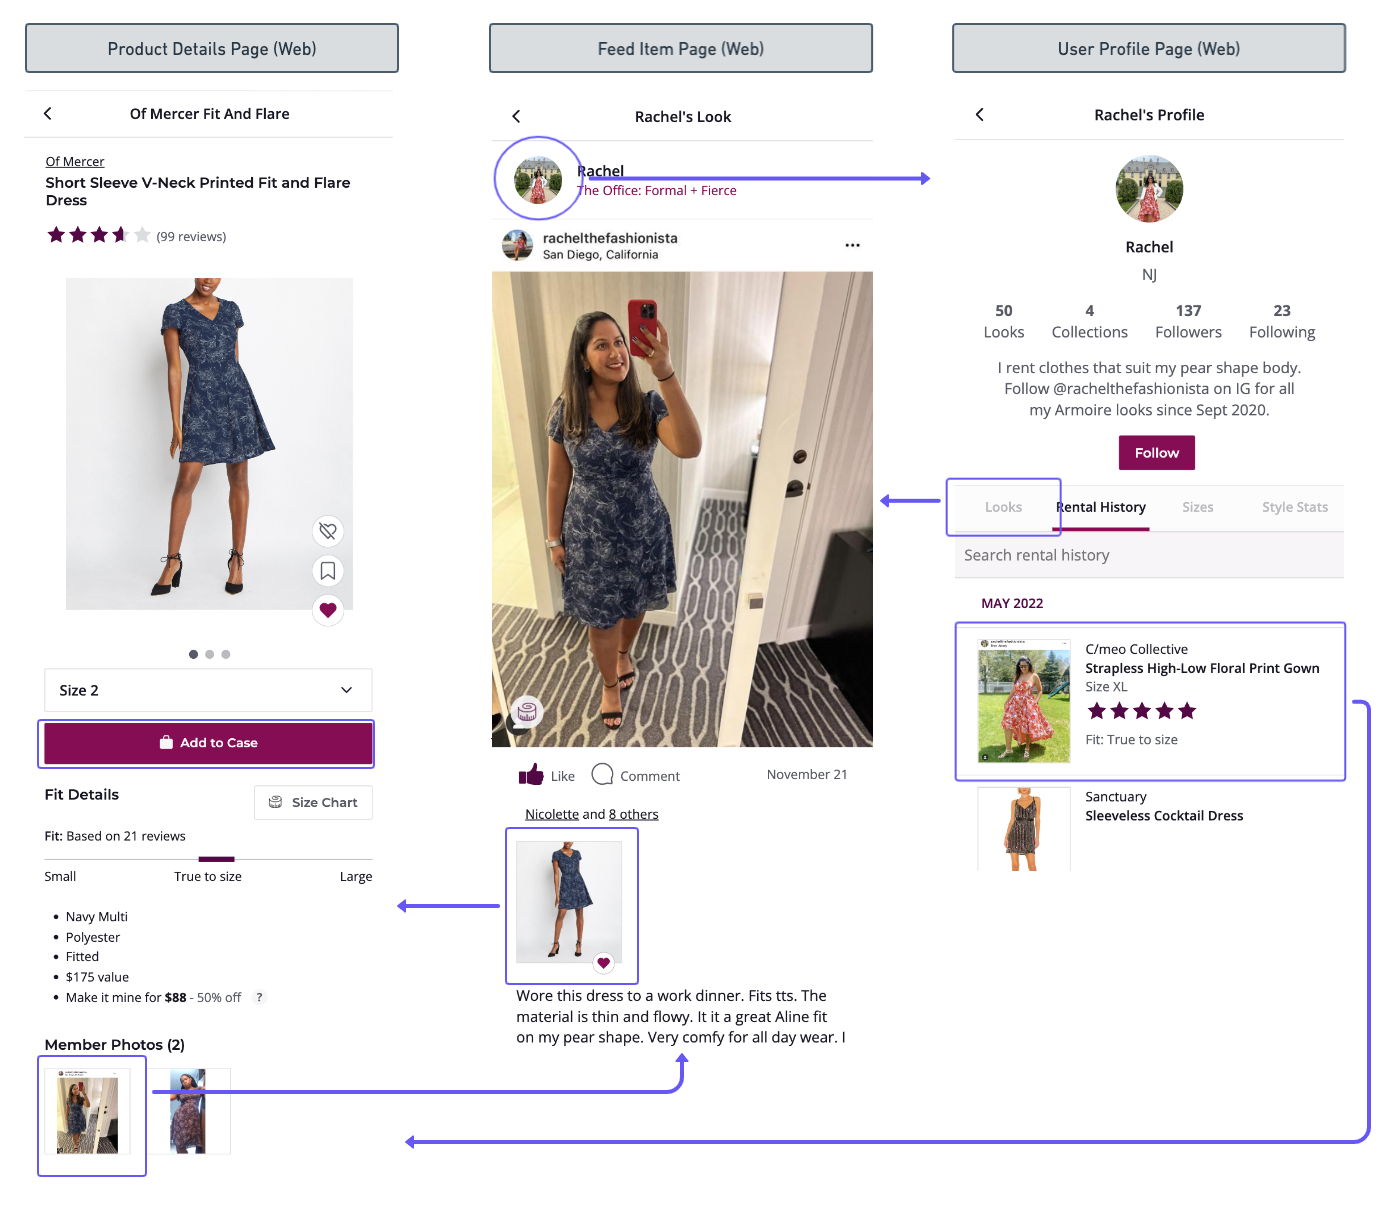 Product Details Page (Web)
Of Mercer Fit And Flare
Of Mercer
Short Sleeve V-Neck Printed Fit and Flare
Dress
(99 reviews)
Size 2
Add to Case
Fit Details
Size Chart
Fit: Based on 21 reviews
Small
True to size
Large
Navy Multi
Polyester
Fitted
$175 value
Make it mine for $88 - 50% off ?
Member Photos (2)
Feed Item Page (Web)
Rachel's Look
Rachel
The Office: Formal + Fierce
rachelthefashionista
San Diego, California
Like
Comment
November 21
Nicolette and 8 others
Wore this dress to a work dinner. Fits tts. The
material is thin and flowy. It it a great Aline fit
on my pear shape. Very comfy for all day wear. I
User Profile Page (Web)
Rachel's Profile
Rachel
NJ
50
4
137
23
Looks
Collections
Followers
Following
I rent clothes that suit my pear shape body.
Follow @rachelthefashionista on IG for all
my Armoire looks since Sept 2020.
Follow
Looks
Rental History
Sizes
Style Stats
Search rental history
MAY 2022
C/meo Collective
Strapless High-Low Floral Print Gown
Size XL
Fit: True to size
Sanctuary
Sleeveless Cocktail Dress